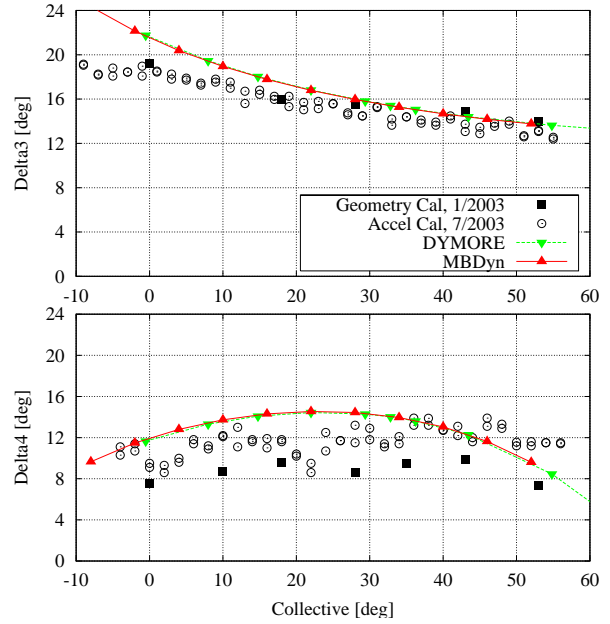 24
20
16
12
8
4
0
Delta3 [deg]
Geometry Cal, 1/2003
Accel Cal, 7/2003
DYMORE
MBDyn
-10 0 10 20 30 40 50 60
24
20
16
12
8
4
0
Delta4 [deg]
-10 0 10 20 30 40 50 60
Collective [deg]